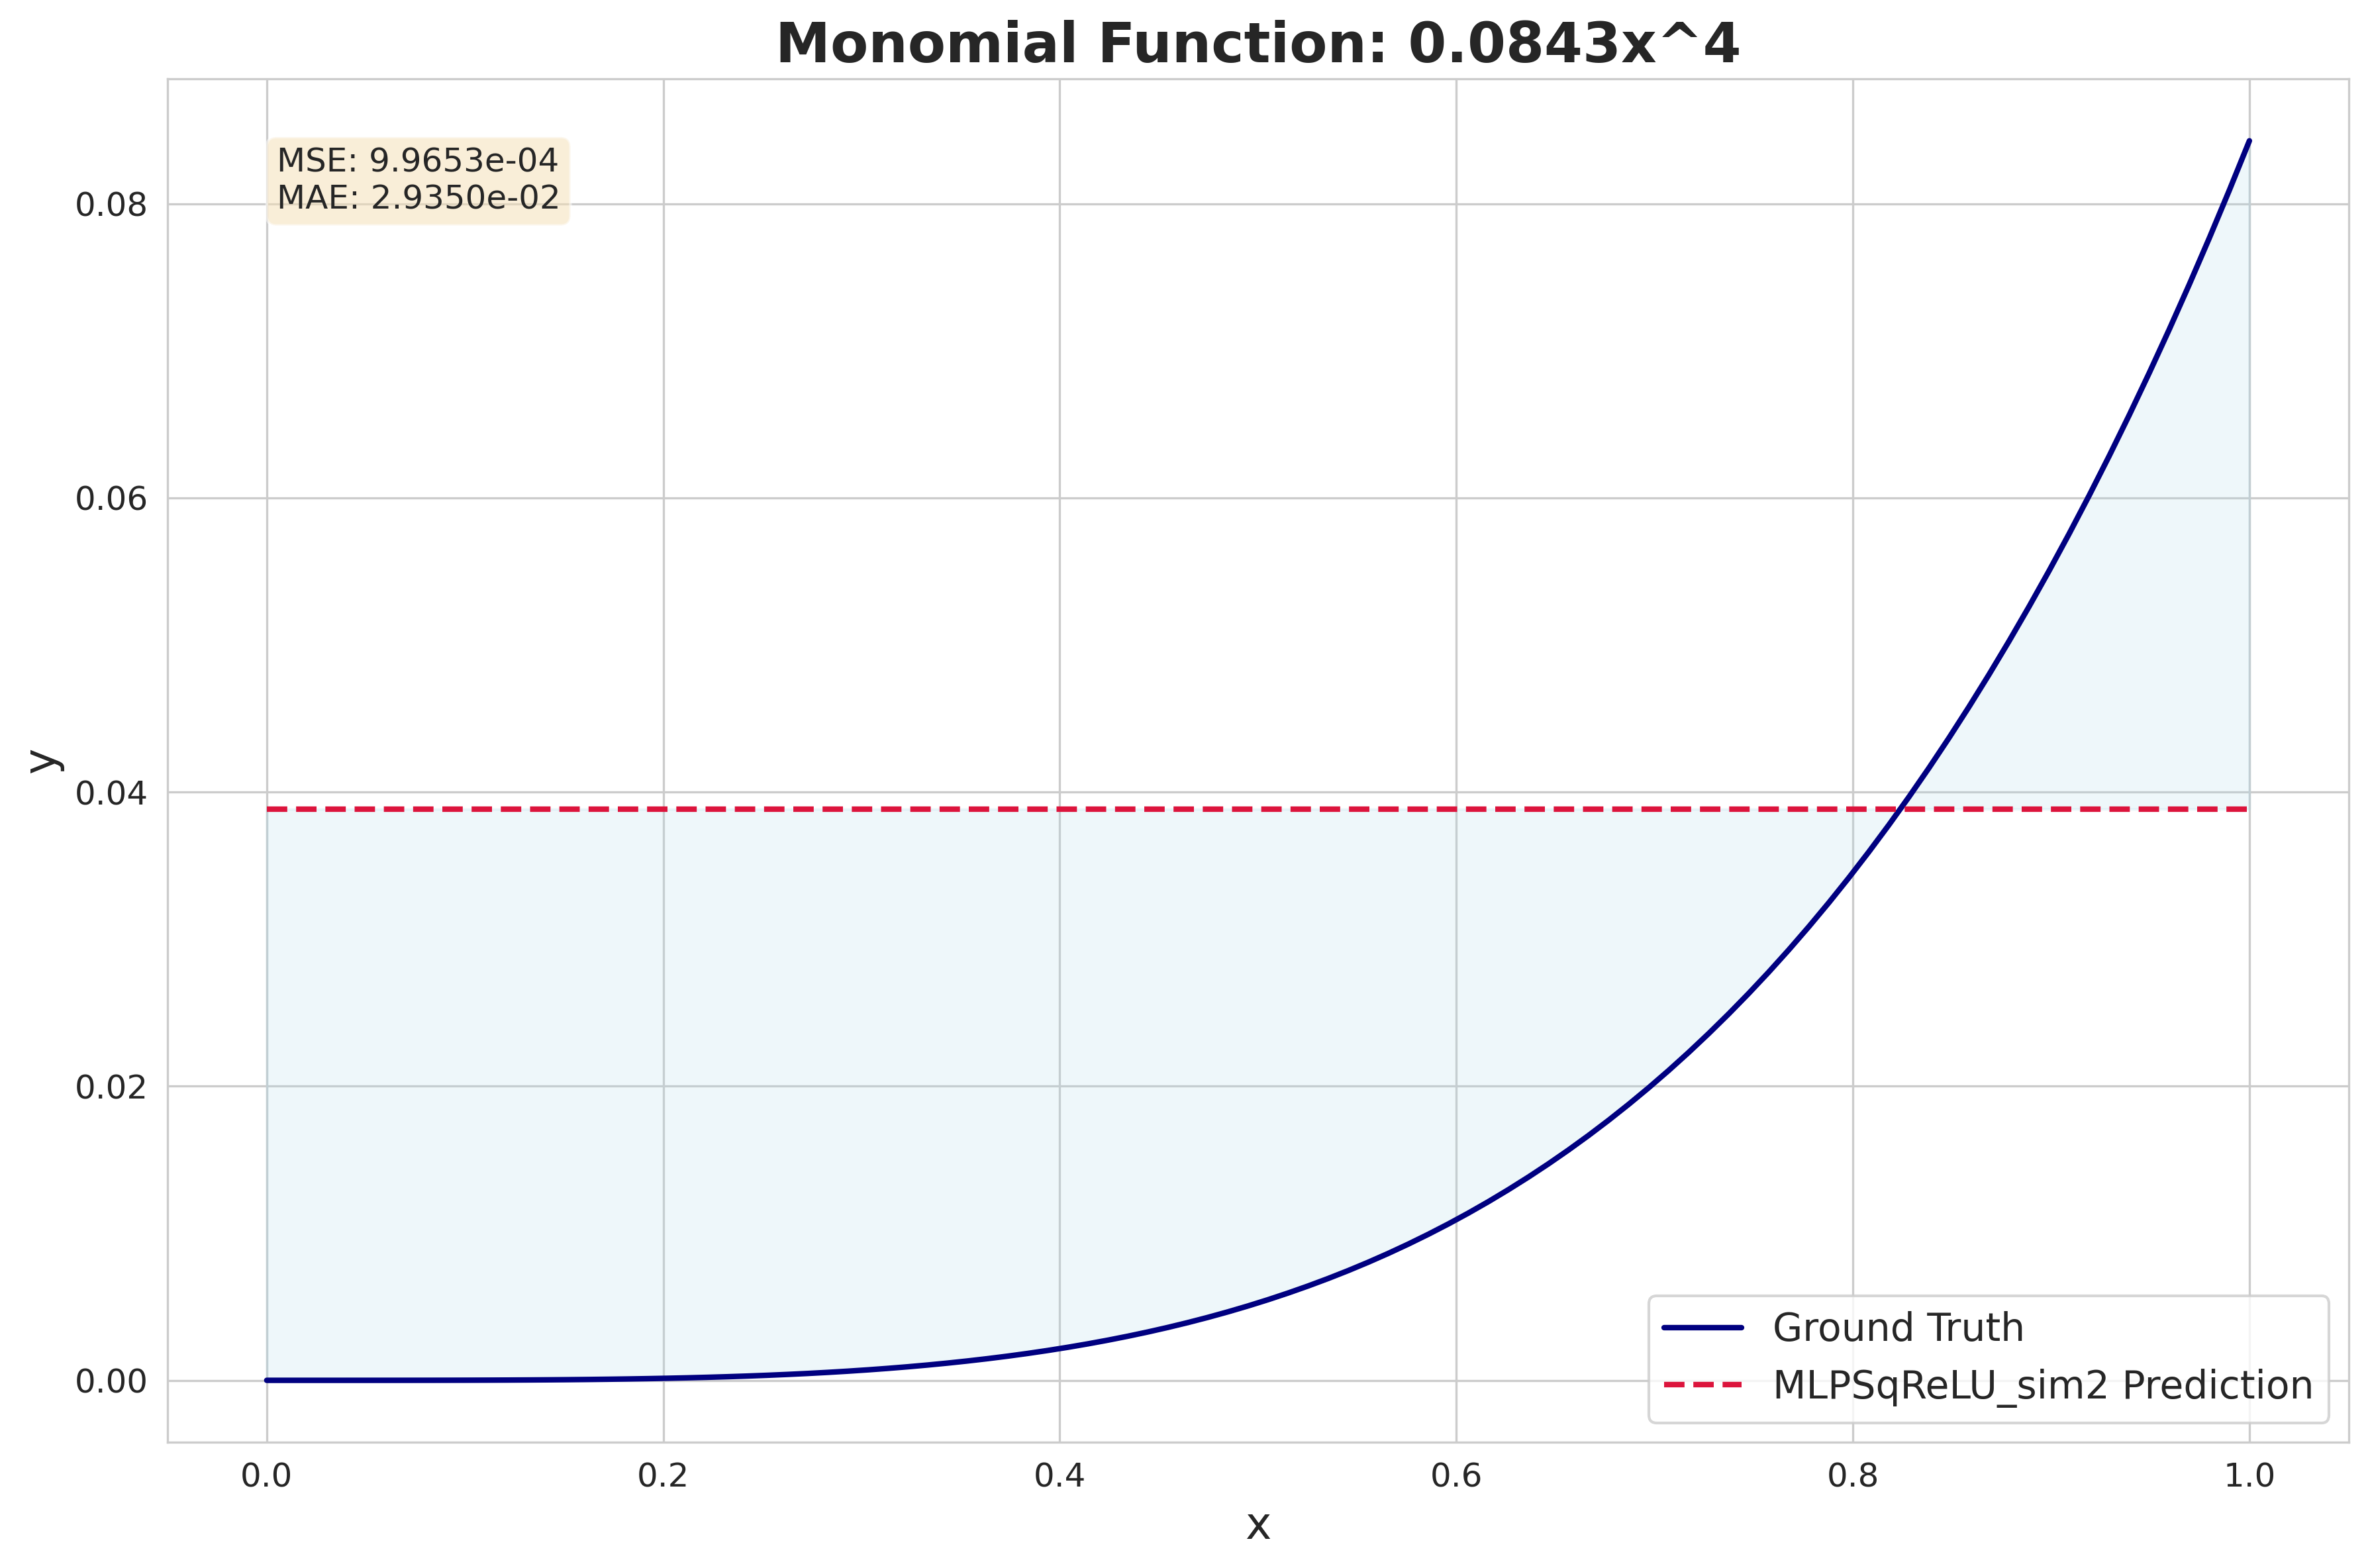 Monomial Function: 0.0843x^4
MSE: 9.9653e-04
MAE: 2.9350e-02
0.08
0.06
0.04
0.02
0.00
y
Ground Truth
MLPSqReLU_sim2 Prediction
0.0 0.2 0.4 0.6 0.8 1.0
x